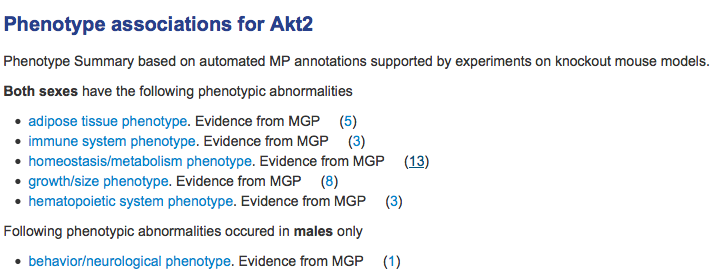 Phenotype associations for Akt2
Phenotype Summary based on automated MP annotations supported by experiments on knockout mouse models.
Both sexes have the following phenotypic abnormalities
• adipose tissue phenotype. Evidence from MGP (5)
• immune system phenotype. Evidence from MGP (3)
• homeostasis/metabolism phenotype. Evidence from MGP (13)
• growth/size phenotype. Evidence from MGP (8)
• hematopoietic system phenotype. Evidence from MGP (3)
Following phenotypic abnormalities occured in males only
• behavior/neurological phenotype. Evidence from MGP (1)